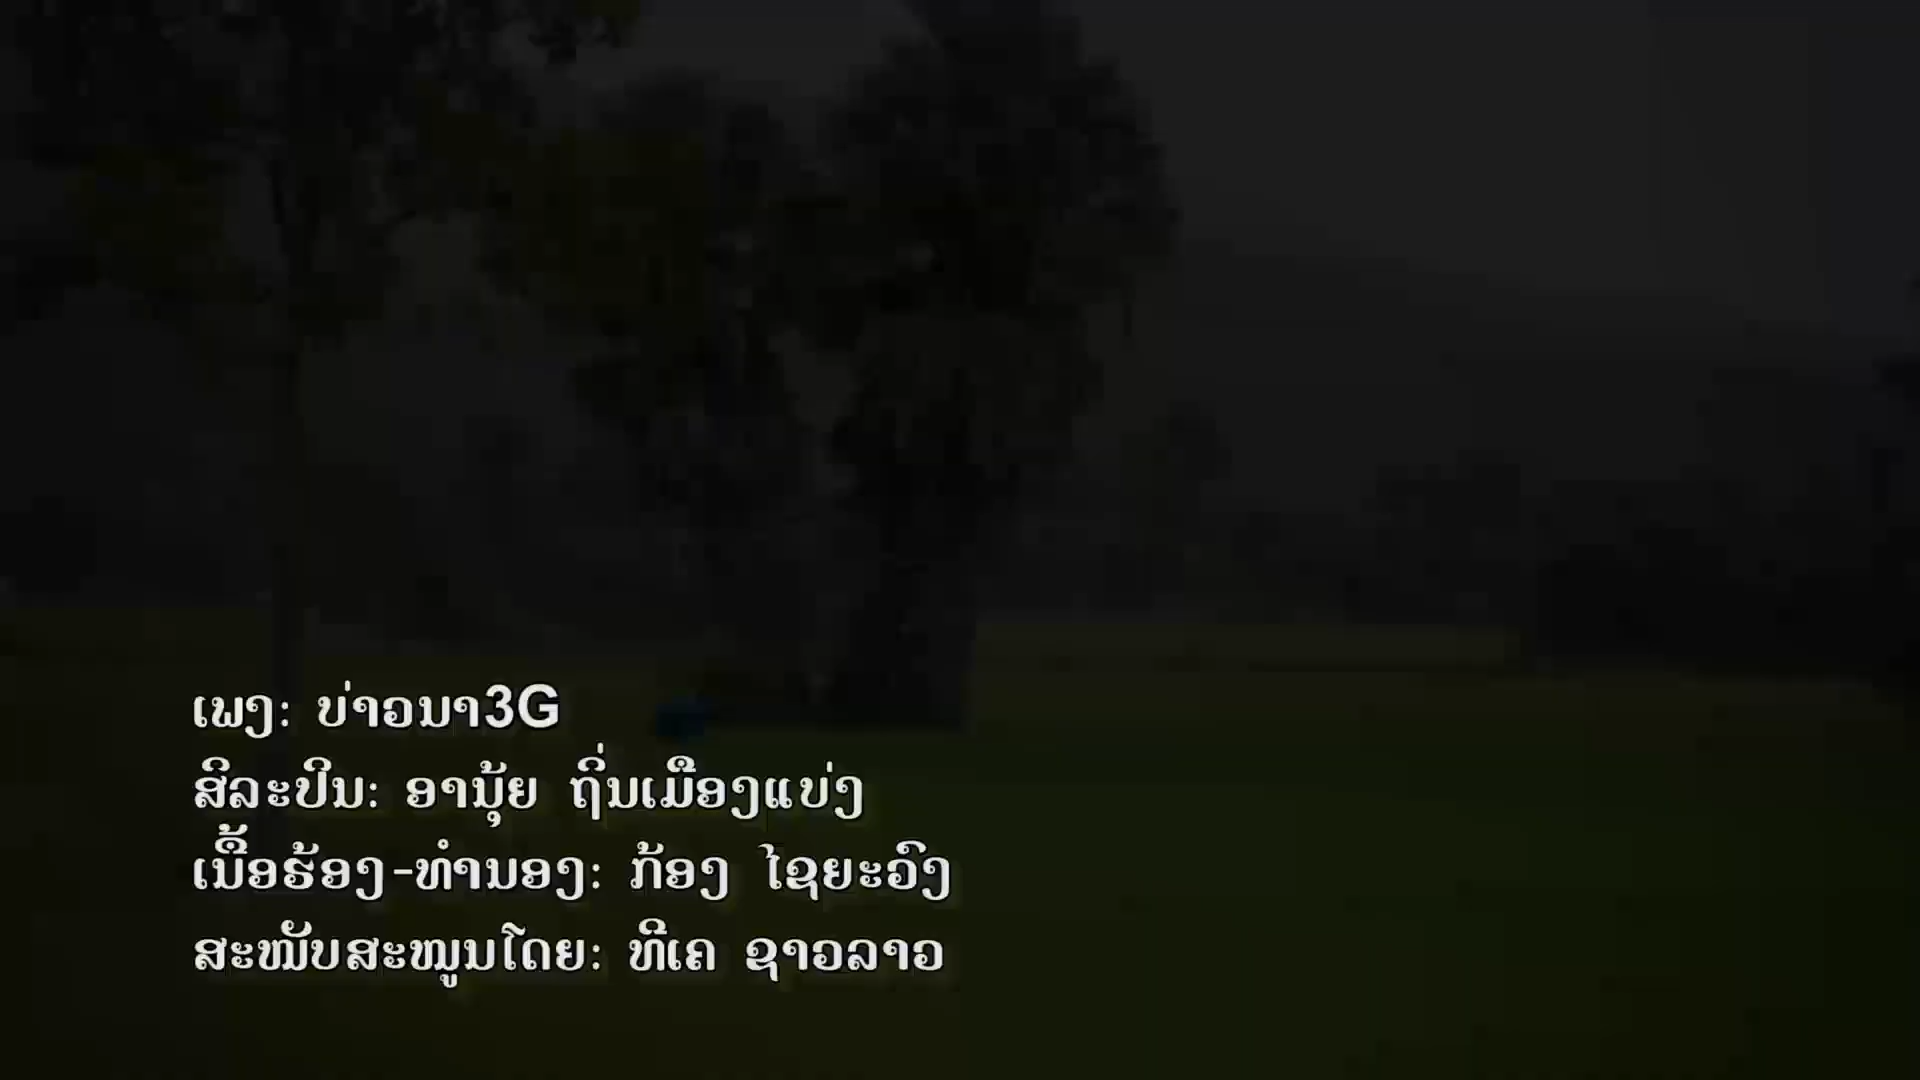 ເພງ: ບ່າວນາ3G
ສິລະປິນ: ອານຸ້ຍ ຖິ່ນເມືອງແບ່ງ
ເນື້ອຮ້ອງ-ທຳນອງ: ກ້ອງ ໄຊຍະວົງ
ສະໜັບສະໜູນໂດຍ: ທີເຄ ຊາວລາວ